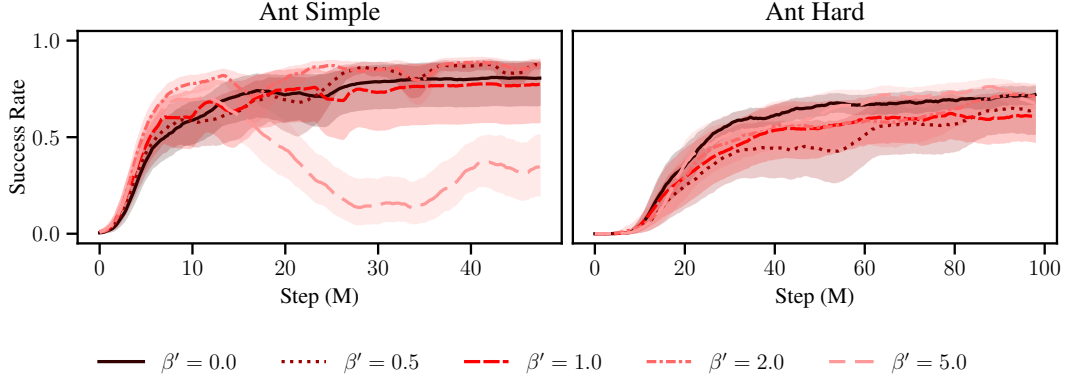 Ant Simple Ant Hard
1.0
0.5
0.0
Success Rate
0 10 20 30 40 0 20 40 60 80 100
Step (M) Step (M)
β′ = 0.0 β′ = 0.5 β′ = 1.0 β′ = 2.0 β′ = 5.0